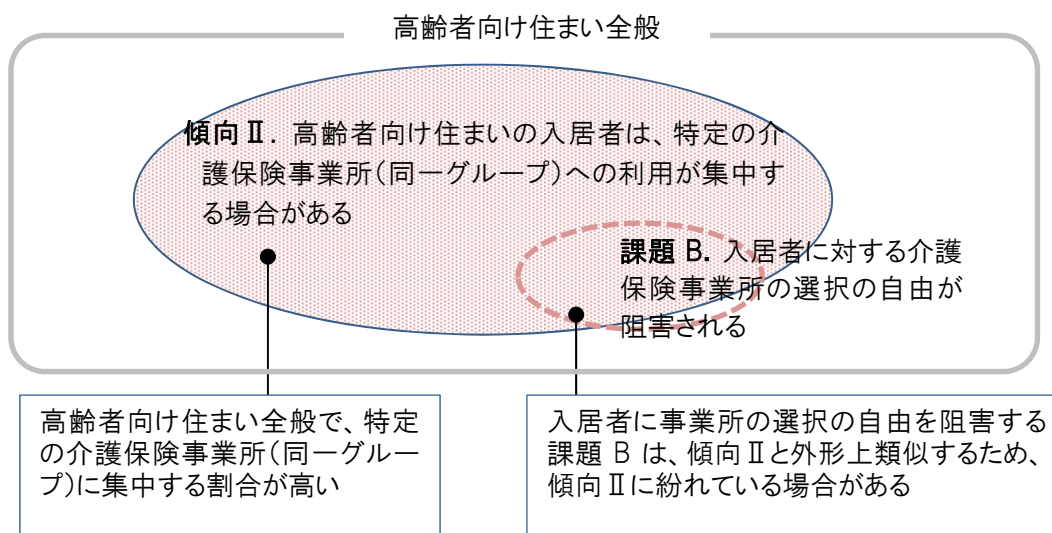 高齢者向け住まい全般
傾向Ⅱ. 高齢者向け住まいの入居者は、特定の介
護保険事業所(同一グループ)への利用が集中す
る場合がある
課題 B. 入居者に対する介護
保険事業所の選択の自由が
阻害される
高齢者向け住まい全般で、特定
の介護保険事業所(同一グルー
プ)に集中する割合が高い
入居者に事業所の選択の自由を阻害する
課題 B は、傾向Ⅱと外形上類似するため、
傾向Ⅱに紛れている場合がある